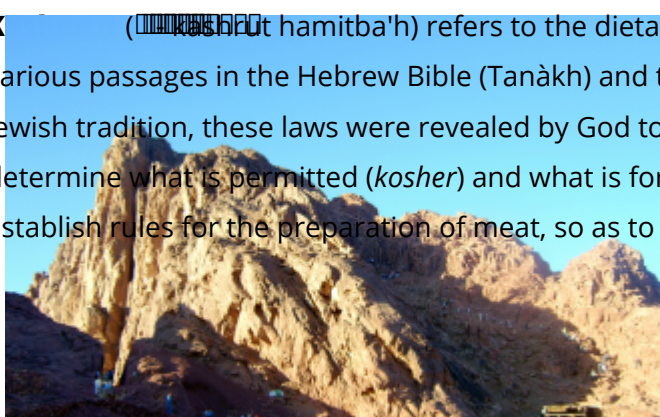 (kashrut hamitba'h) refers to the dieta
arious passages in the Hebrew Bible (Tanàkh) and t
ewish tradition, these laws were revealed by God to
etermine what is permitted (kosher) and what is for
stablish rules for the preparation of meat, so as to